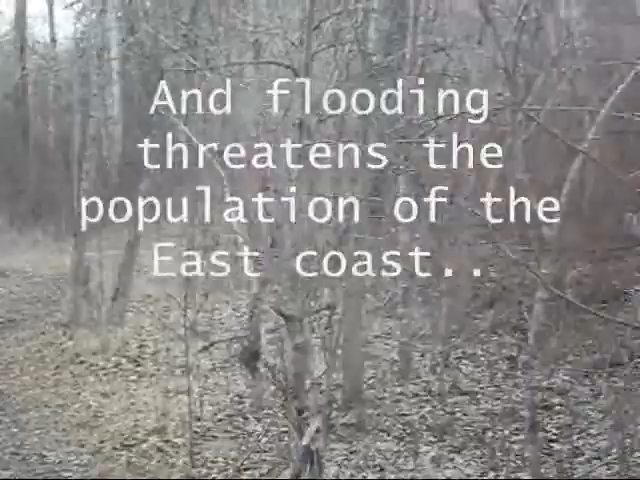 And flooding
threatens the
population of the
East coast..